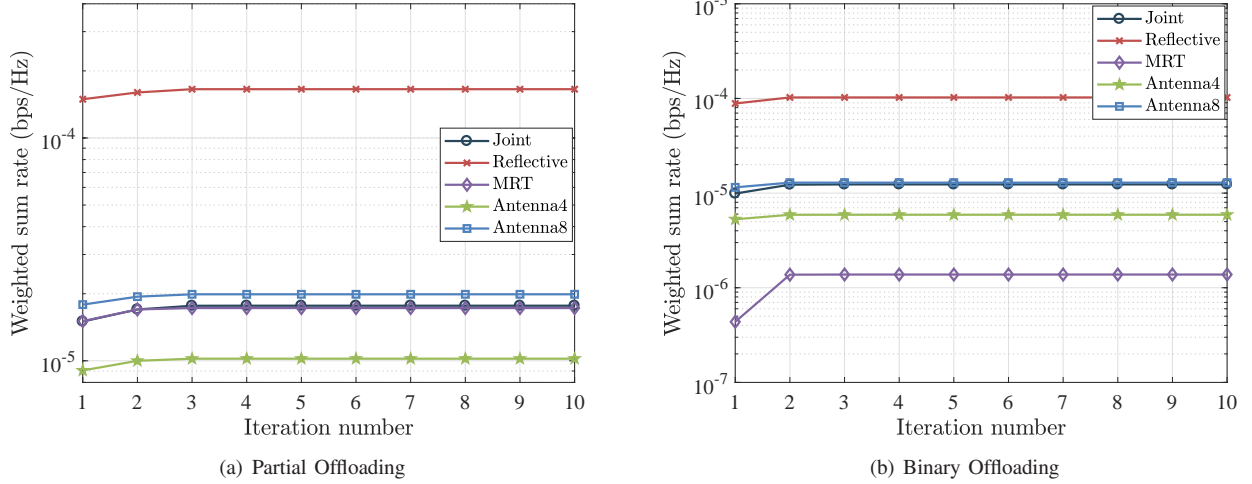 Weighted sum rate (bps/Hz)
10^-4
10^-5
Joint
Reflective
MRT
Antenna4
Antenna8
1 2 3 4 5 6 7 8 9 10
Iteration number
(a) Partial Offloading
Weighted sum rate (bps/Hz)
10^-3
10^-4
10^-5
10^-6
10^-7
Joint
Reflective
MRT
Antenna4
Antenna8
1 2 3 4 5 6 7 8 9 10
Iteration number
(b) Binary Offloading